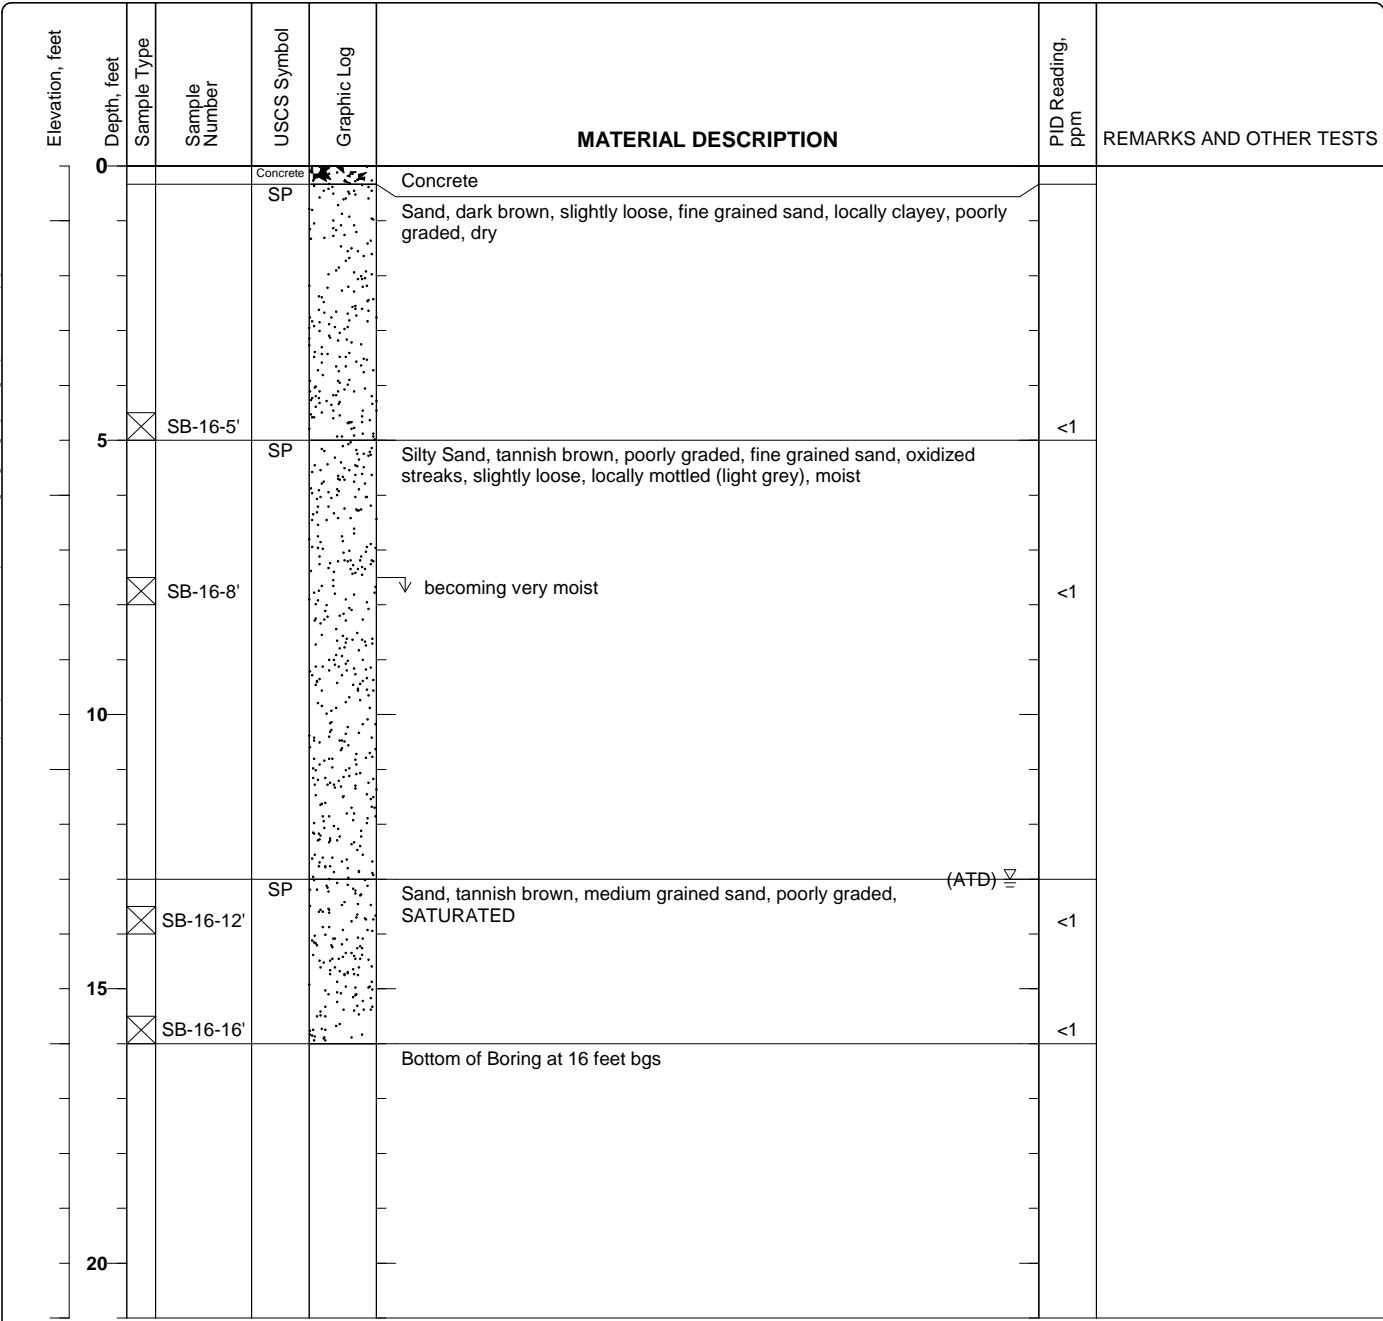 Elevation, feet
Depth, feet
Sample Type
Sample
Number
USCS Symbol
Graphic Log
MATERIAL DESCRIPTION
PID Reading,
ppm
REMARKS AND OTHER TESTS
0
Concrete
Concrete
SP
Sand, dark brown, slightly loose, fine grained sand, locally clayey, poorly
graded, dry
SB-16-5'
<1
5
SP
Silty Sand, tannish brown, poorly graded, fine grained sand, oxidized
streaks, slightly loose, locally mottled (light grey), moist
SB-16-8'
becoming very moist
<1
10
(ATD)
SP
Sand, tannish brown, medium grained sand, poorly graded,
SATURATED
SB-16-12'
<1
15
SB-16-16'
<1
Bottom of Boring at 16 feet bgs
20